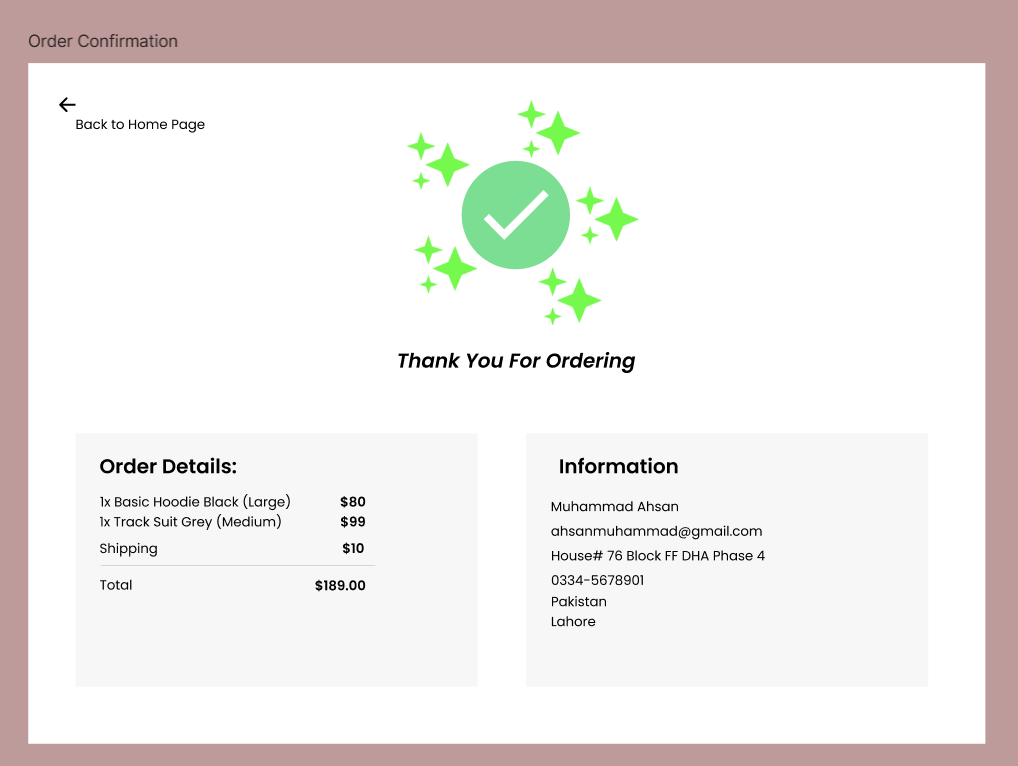 Order Confirmation
Back to Home Page
Thank You For Ordering
Order Details:
1x Basic Hoodie Black (Large) $80
1x Track Suit Grey (Medium) $99
Shipping $10
Total $189.00
Information
Muhammad Ahsan
ahsanmuhammad@gmail.com
House# 76 Block FF DHA Phase 4
0334-5678901
Pakistan
Lahore